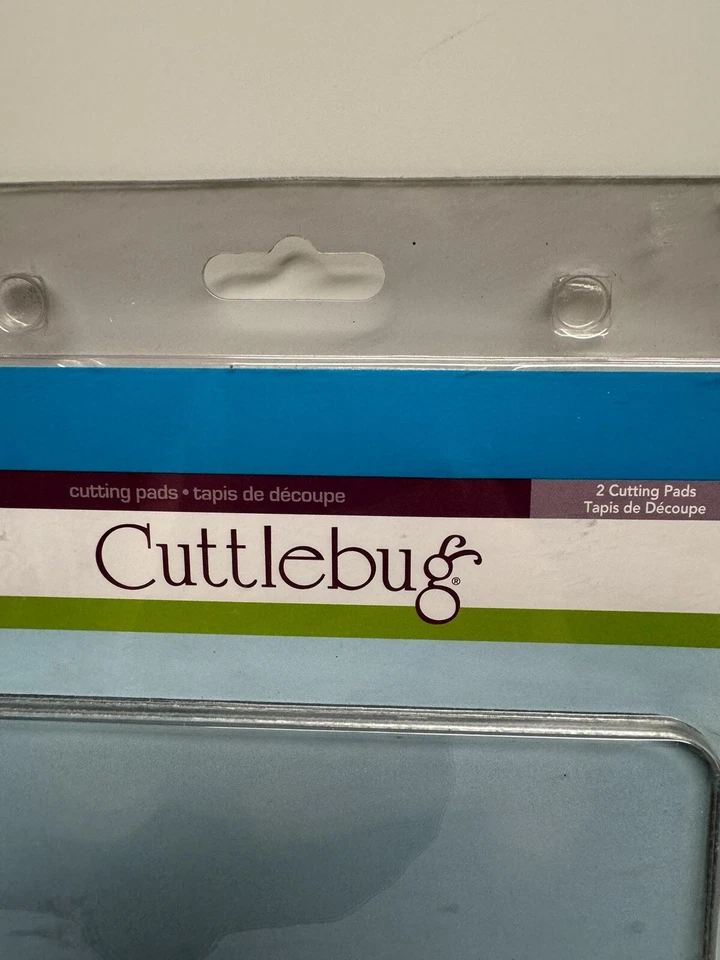 cutting pads • tapis de découpe
2 Cutting Pads
Tapis de Découpe
Cuttlebug®